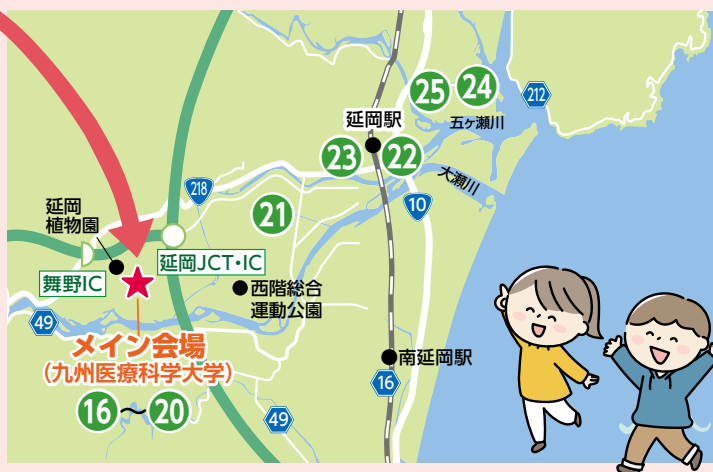 25
24
212
延岡駅
五ヶ瀬川
23
22
大瀬川
218
10
21
延岡
植物園
延岡JCT・IC
舞野IC
西階総合
運動公園
49
メイン会場
(九州医療科学大学)
16～20
南延岡駅
16
49